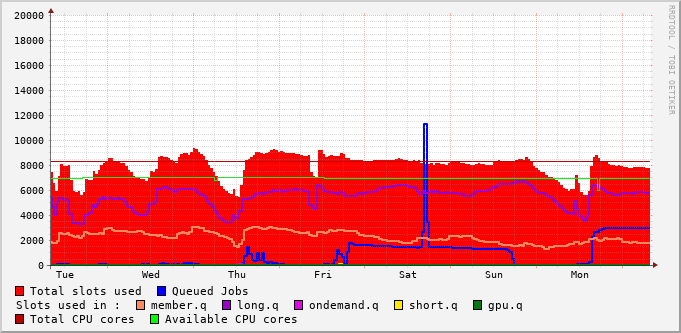 20000
18000
16000
14000
12000
10000
8000
6000
4000
2000
0
Tue Wed Thu Fri Sat Sun Mon
RRDTOOL / TOBI OETIKER
Total slots used Queued Jobs
Slots used in : member.q long.q ondemand.q short.q gpu.q
Total CPU cores Available CPU cores